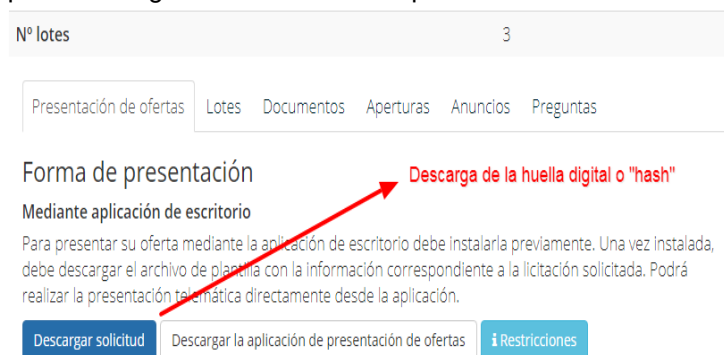 Nº lotes 3
Presentación de ofertas Lotes Documentos Aperturas Anuncios Preguntas
Forma de presentación
Descarga de la huella digital o "hash"
Mediante aplicación de escritorio
Para presentar su oferta mediante la aplicación de escritorio debe instalarla previamente. Una vez instalada,
debe descargar el archivo de plantilla con la información correspondiente a la licitación solicitada. Podrá
realizar la presentación telemática directamente desde la aplicación.
Descargar solicitud Descargar la aplicación de presentación de ofertas i Restricciones